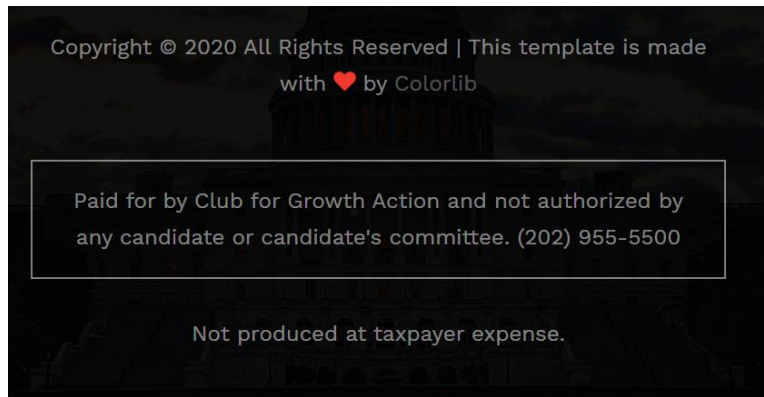 Copyright © 2020 All Rights Reserved | This template is made
with ❤ by Colorlib
Paid for by Club for Growth Action and not authorized by
any candidate or candidate's committee. (202) 955-5500
Not produced at taxpayer expense.